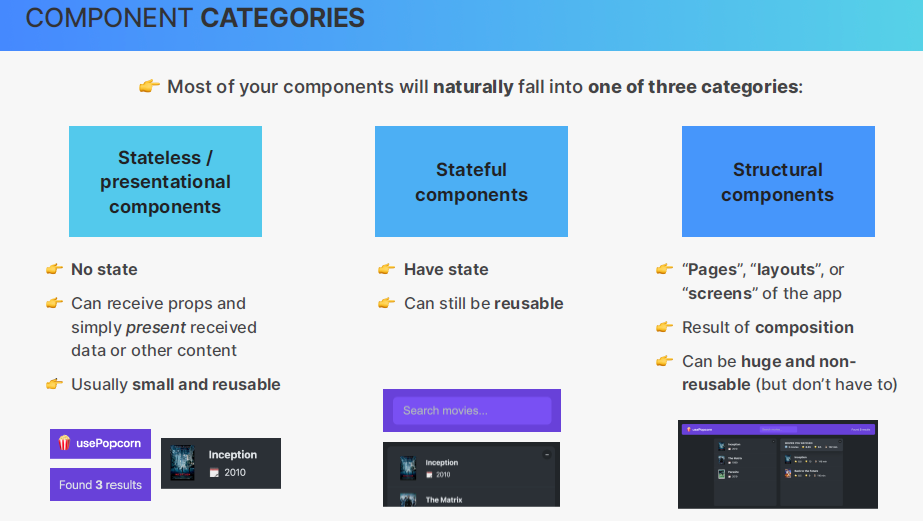 COMPONENT CATEGORIES
👉 Most of your components will naturally fall into one of three categories:
Stateless /
presentational
components
👉 No state
👉 Can receive props and
simply present received
data or other content
👉 Usually small and reusable
🍿 usePopcorn
Found 3 results
Inception
2010
Stateful
components
👉 Have state
👉 Can still be reusable
Search movies...
Inception
2010
The Matrix
Structural
components
👉 “Pages”, “layouts”, or
“screens” of the app
👉 Result of composition
👉 Can be huge and non-
reusable (but don’t have to)
usePopcorn
Inception
The Matrix
Inception